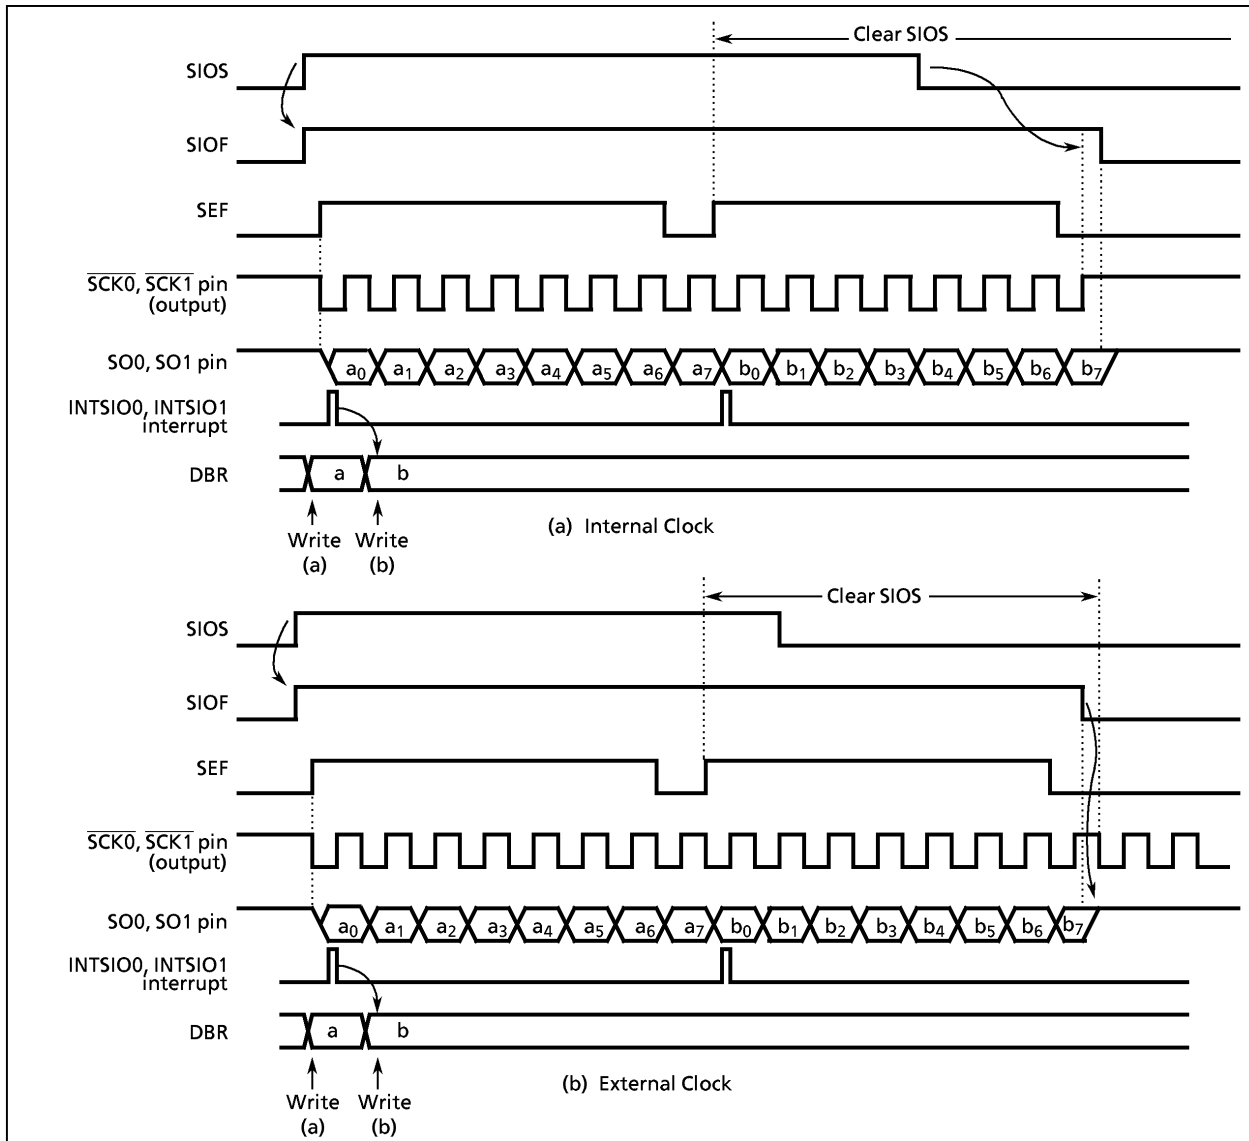 Clear SIOS
SIOS
SIOF
SEF
SCK0, SCK1 pin
(output)
SO0, SO1 pin
a0 a1 a2 a3 a4 a5 a6 a7 b0 b1 b2 b3 b4 b5 b6 b7
INTSIO0, INTSIO1
interrupt
DBR
a b
Write Write
(a) (b)
(a) Internal Clock
Clear SIOS
SIOS
SIOF
SEF
SCK0, SCK1 pin
(output)
SO0, SO1 pin
a0 a1 a2 a3 a4 a5 a6 a7 b0 b1 b2 b3 b4 b5 b6 b7
INTSIO0, INTSIO1
interrupt
DBR
a b
Write Write
(a) (b)
(b) External Clock